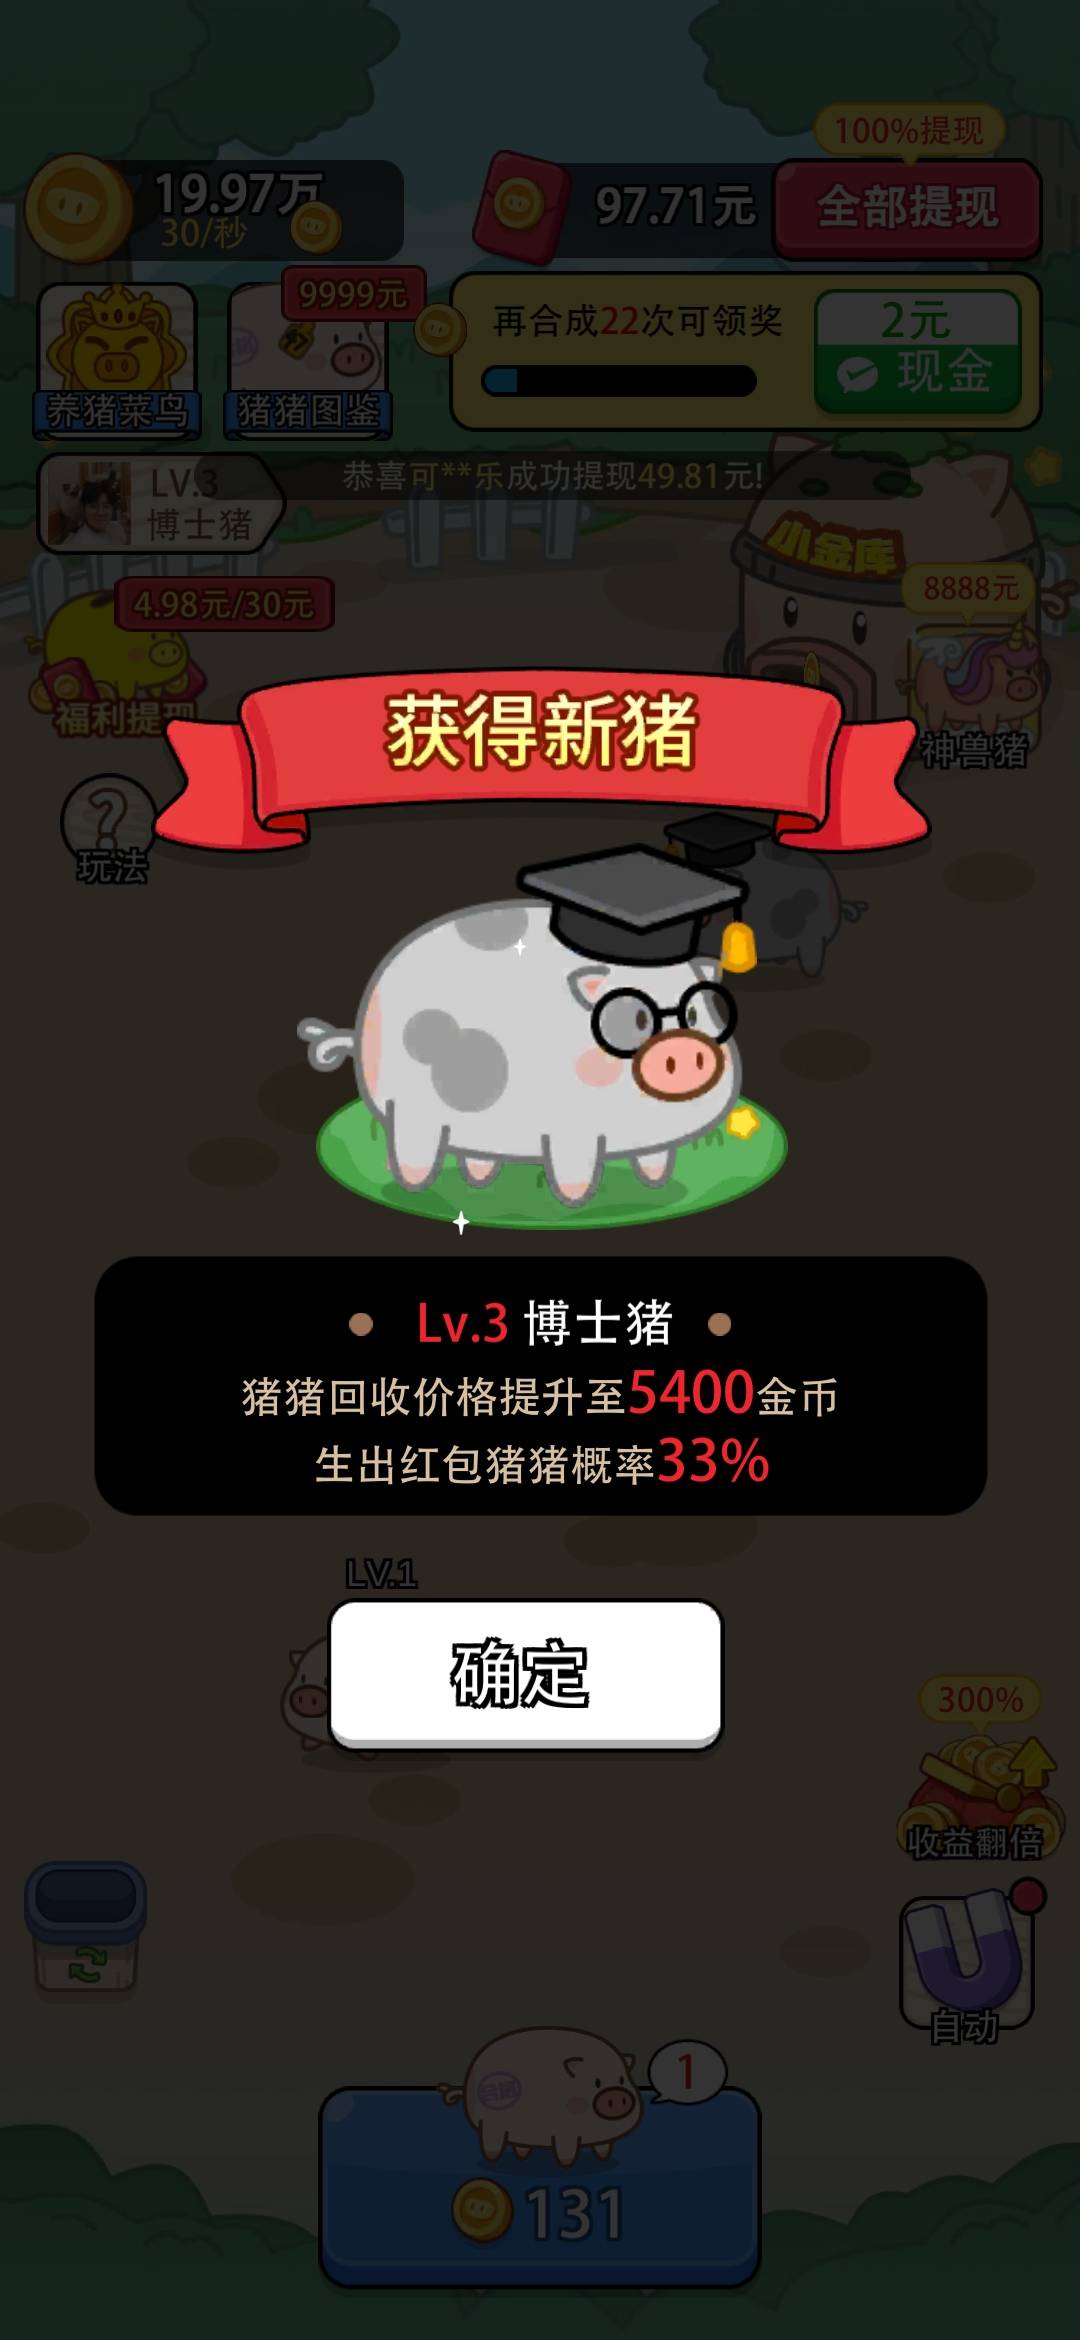 100%提现
19.97万
30/秒
97.71元
全部提现
9999元
再合成22次可领奖
2元
现金
养猪菜鸟
猪猪图鉴
恭喜可**乐成功提现49.81元!
LV.3
博士猪
小金库
4.98元/30元
8888元
福利提现
获得新猪
神兽猪
?
玩法
Lv.3 博士猪
猪猪回收价格提升至5400金币
生出红包猪猪概率33%
LV.1
确定
300%
收益翻倍
自动
1
131